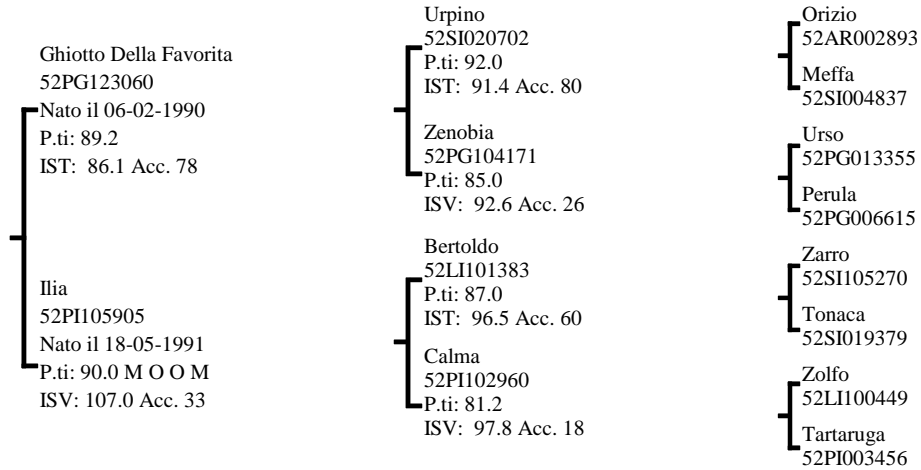 Ghiotto Della Favorita
52PG123060
Nato il 06-02-1990
P.ti: 89.2
IST: 86.1 Acc. 78
Ilia
52PI105905
Nato il 18-05-1991
P.ti: 90.0 M O O M
ISV: 107.0 Acc. 33
Urpino
52SI020702
P.ti: 92.0
IST: 91.4 Acc. 80
Zenobia
52PG104171
P.ti: 85.0
ISV: 92.6 Acc. 26
Bertoldo
52LI101383
P.ti: 87.0
IST: 96.5 Acc. 60
Calma
52PI102960
P.ti: 81.2
ISV: 97.8 Acc. 18
Orizio
52AR002893
Meffa
52SI004837
Urso
52PG013355
Perula
52PG006615
Zarro
52SI105270
Tonaca
52SI019379
Zolfo
52LI100449
Tartaruga
52PI003456